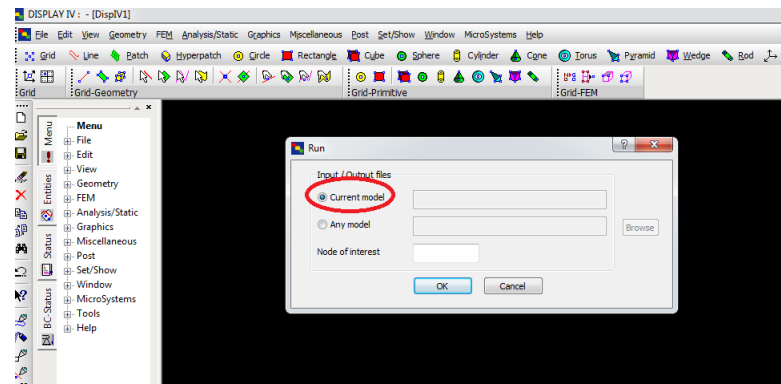 DISPLAY IV : - [DispIV1]
File Edit View Geometry FEM Analysis/Static Graphics Miscellaneous Post Set/Show Window MicroSystems Help
Grid Line Patch Hyperpatch Circle Rectangle Cube Sphere Cylinder Cone Torus Pyramid Wedge Rod
Grid
Grid-Geometry
Grid-Primitive
Grid-FEM
Menu
Entities
Status
BC-Status
Menu
File
Edit
View
Geometry
FEM
Analysis/Static
Graphics
Miscellaneous
Post
Set/Show
Window
MicroSystems
Tools
Help
Run
Input / Output files
Current model
Any model
Browse
Node of interest
OK Cancel